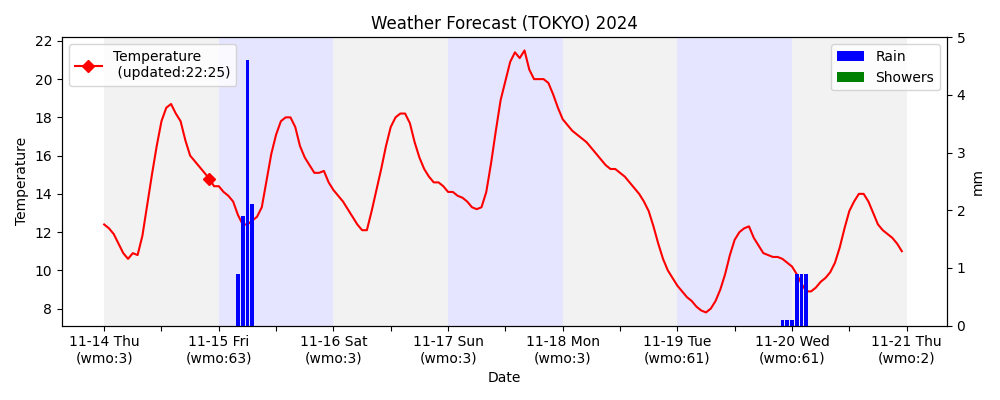 Weather Forecast (TOKYO) 2024
Temperature
(updated:22:25)
Rain
Showers
22
20
18
16
14
12
10
8
Temperature
5
4
3
2
1
0
mm
11-14 Thu
(wmo:3)
11-15 Fri
(wmo:63)
11-16 Sat
(wmo:3)
11-17 Sun
(wmo:3)
11-18 Mon
(wmo:3)
11-19 Tue
(wmo:61)
11-20 Wed
(wmo:61)
11-21 Thu
(wmo:2)
Date